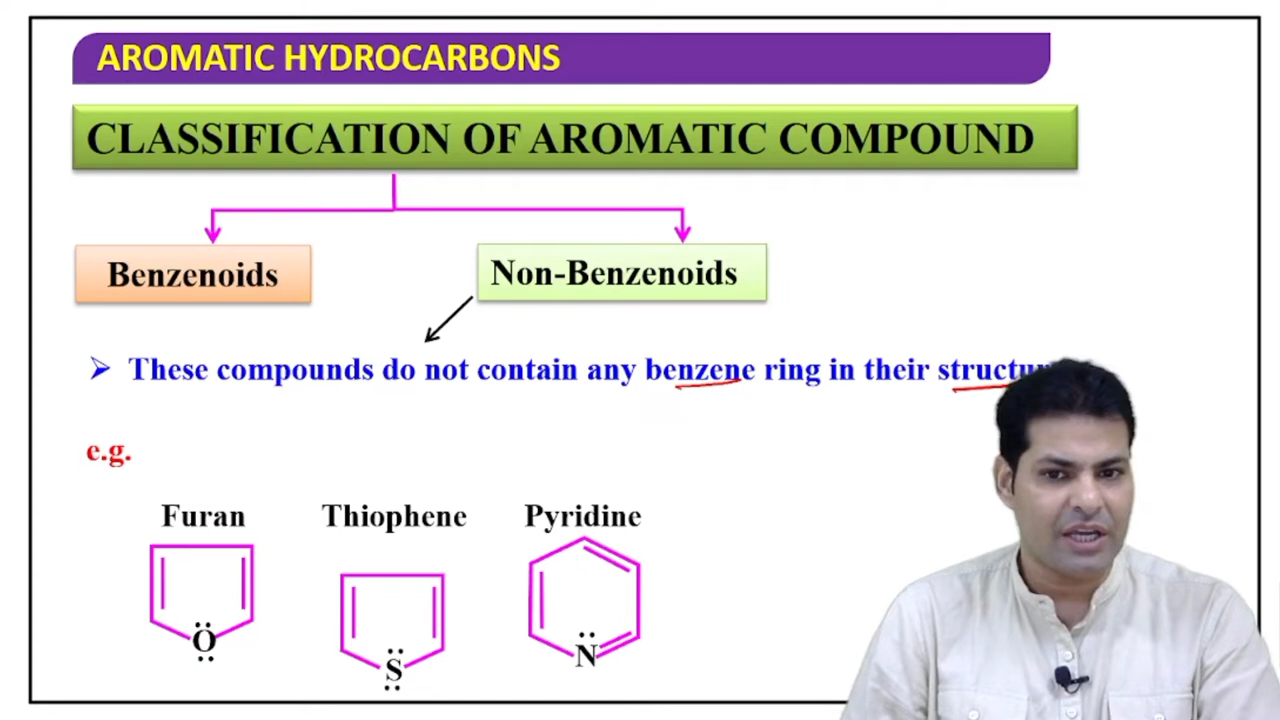 AROMATIC HYDROCARBONS
CLASSIFICATION OF AROMATIC COMPOUND
Benzenoids
Non-Benzenoids
➢ These compounds do not contain any benzene ring in their
e.g.
Furan Thiophene Pyridine
O
S
N